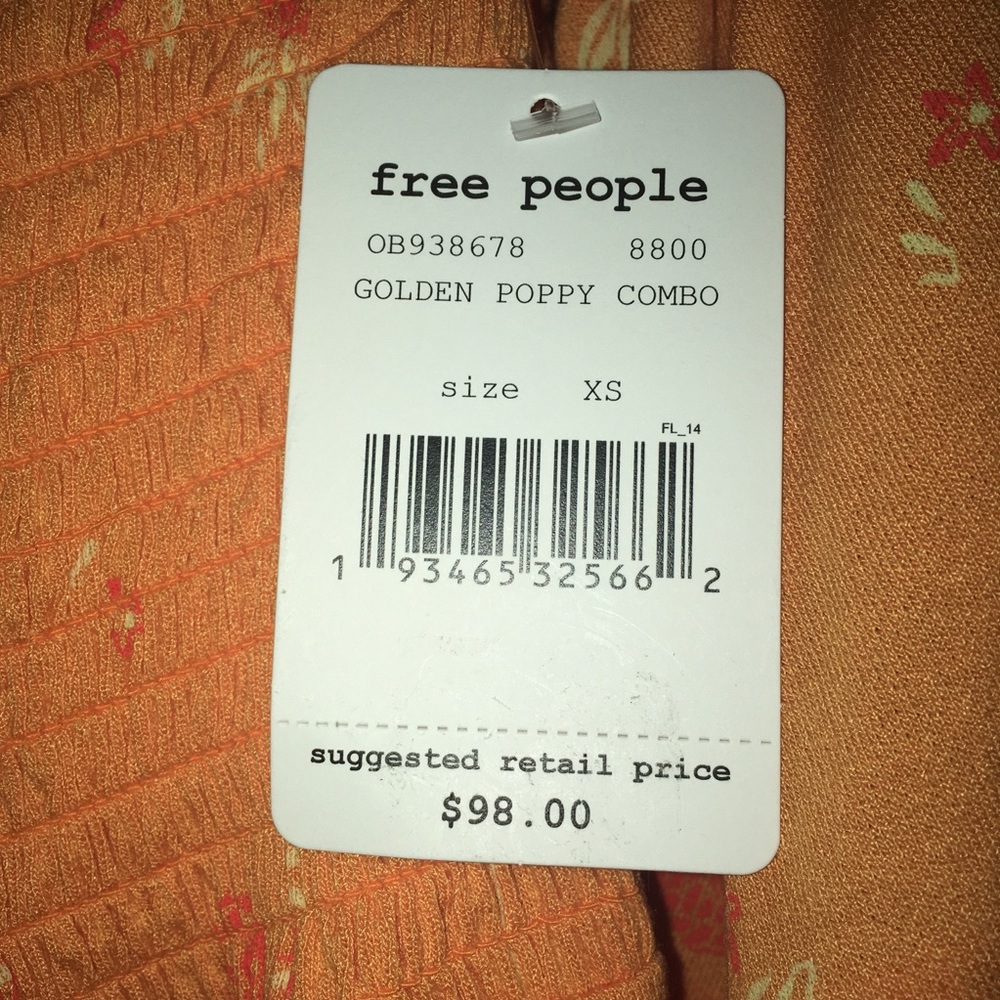 free people
OB938678 8800
GOLDEN POPPY COMBO
size XS
FL_14
1 93465 32566 2
suggested retail price
$98.00